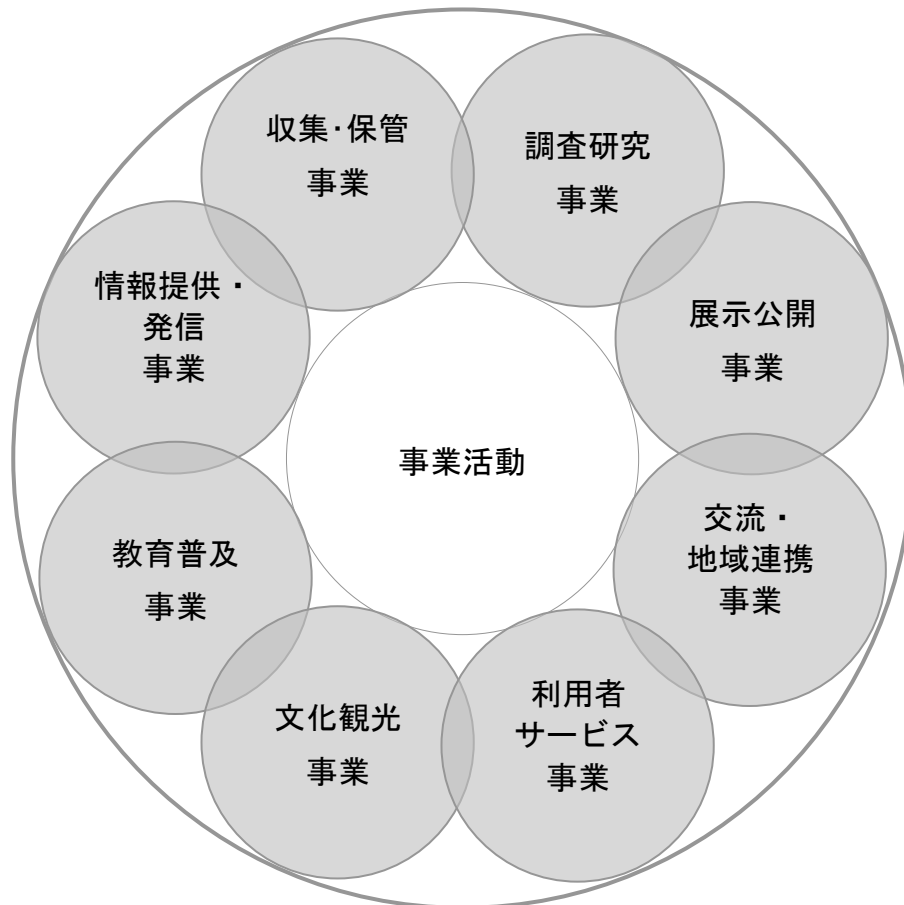 収集・保管
事業
調査研究
事業
情報提供・
発信
事業
展示公開
事業
事業活動
教育普及
事業
交流・
地域連携
事業
文化観光
事業
利用者
サービス
事業